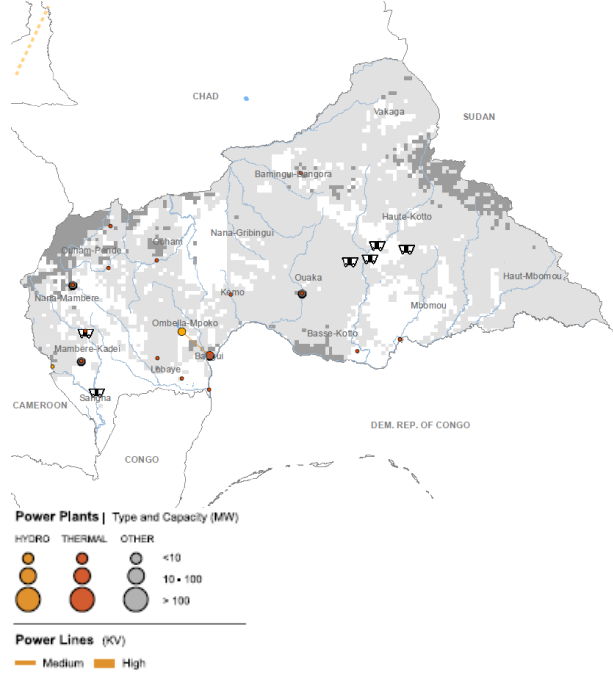 CHAD
Vakaga
SUDAN
Bamingui-Bangora
Haute-Kotto
Nana-Gribingui
Ouham
Ouham-Pende
Ouaka
Haut-Mbomou
Nana-Mambere
Kemo
Mbomou
Ombella-Mpoko
Basse-Kotto
Mambere-Kadei
Bangui
Lobaye
Sangha
CAMEROON
DEM. REP. OF CONGO
CONGO
Power Plants | Type and Capacity (MW)
HYDRO THERMAL OTHER
<10
10 - 100
> 100
Power Lines (KV)
Medium High